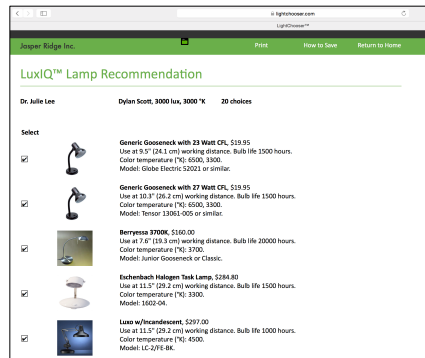 lightchooser.com
LightChooser™
Jasper Ridge Inc.
Print
How to Save
Return to Home
LuxIQ™ Lamp Recommendation
Dr. Julie Lee
Dylan Scott, 3000 lux, 3000 °K
20 choices
Select
Generic Gooseneck with 23 Watt CFL, $19.95
Use at 9.5" (24.1 cm) working distance. Bulb life 1500 hours.
Color temperature (°K): 6500, 3300.
Model: Globe Electric 52021 or similar.
Generic Gooseneck with 27 Watt CFL, $19.95
Use at 10.3" (26.2 cm) working distance. Bulb life 1500 hours.
Color temperature (°K): 6500, 3300.
Model: Tensor 13061-005 or similar.
Berryessa 3700K, $160.00
Use at 7.6" (19.3 cm) working distance. Bulb life 20000 hours.
Color temperature (°K): 3700.
Model: Junior Gooseneck or Classic.
Eschenbach Halogen Task Lamp, $284.80
Use at 11.5" (29.2 cm) working distance. Bulb life 1500 hours.
Color temperature (°K): 3300.
Model: 1602-04.
Luxo w/Incandescent, $297.00
Use at 11.5" (29.2 cm) working distance. Bulb life 1000 hours.
Color temperature (°K): 4500.
Model: LC-2/FE-BK.